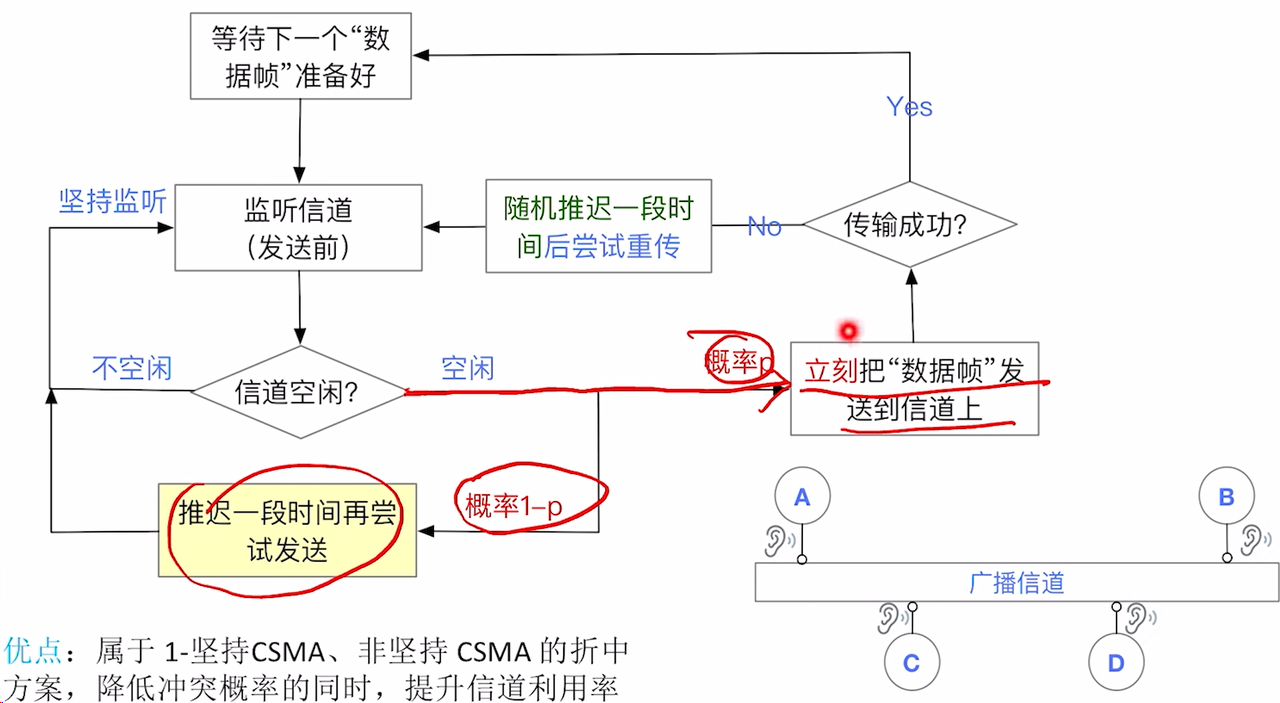 等待下一个“数
据帧”准备好
Yes
坚持监听
监听信道
（发送前）
随机推迟一段时
间后尝试重传
No
传输成功?
不空闲
信道空闲?
空闲
概率p
立刻把“数据帧”发
送到信道上
推迟一段时间再尝
试发送
概率1–p
A
B
广播信道
C
D
优点：属于 1-坚持CSMA、非坚持 CSMA 的折中
方案，降低冲突概率的同时，提升信道利用率